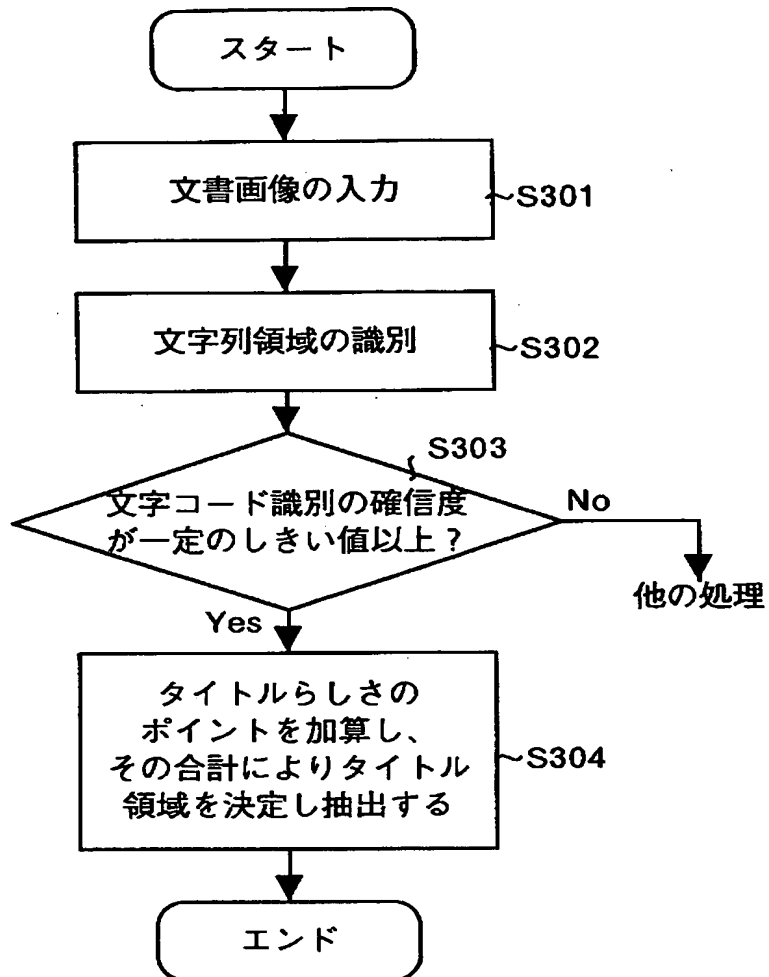 スタート
文書画像の入力
~S301
文字列領域の識別
~S302
S303
文字コード識別の確信度
が一定のしきい値以上？
No
他の処理
Yes
タイトルらしさの
ポイントを加算し、
その合計によりタイトル
領域を決定し抽出する
~S304
エンド